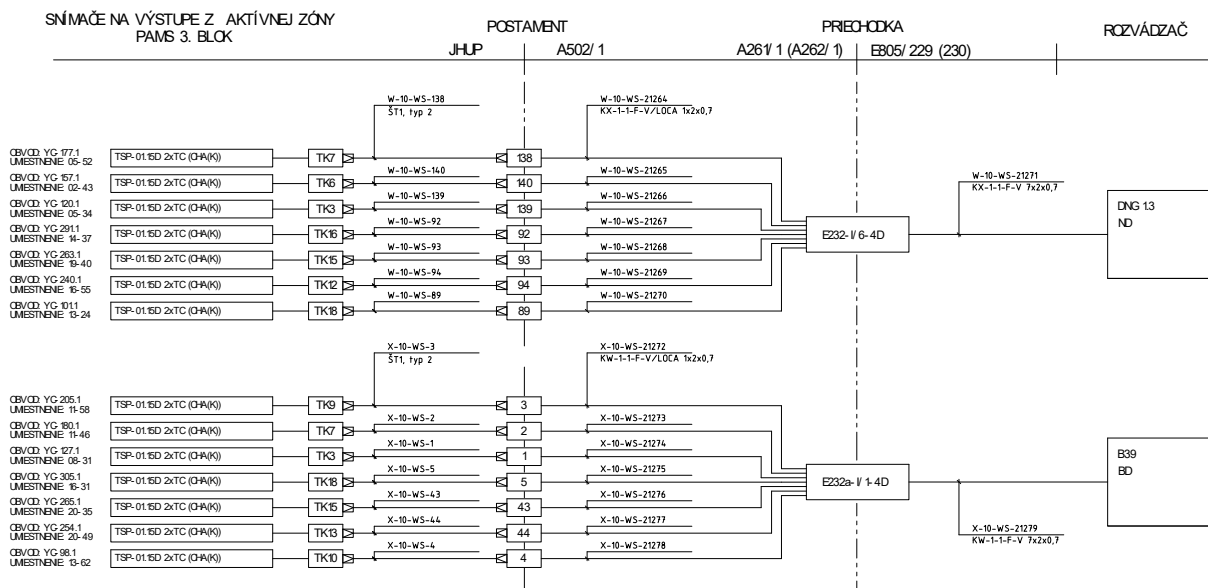 SNÍMAČE NA VÝSTUPE Z AKTÍVNEJ ZÓNY
PAMS 3. BLOK
POSTAMENT
PRIECHODKA
ROZVÁDZAČ
JHUP
A502/1
A261/1 (A262/1)
E805/229 (230)
W-10-WS-138
ŠT1, typ 2
W-10-WS-21264
KX-1-1-F-V/LOCA 1x2x0,7
OBVOD: YG-177.1
UMIESTNENIE: 05-52
TSP-01.15D 2xTC (CHA(K))
TK7
138
OBVOD: YG-157.1
UMIESTNENIE: 02-43
TSP-01.15D 2xTC (CHA(K))
TK6
W-10-WS-140
140
W-10-WS-21265
OBVOD: YG-120.1
UMIESTNENIE: 05-34
TSP-01.15D 2xTC (CHA(K))
TK3
W-10-WS-139
139
W-10-WS-21266
OBVOD: YG-291.1
UMIESTNENIE: 14-37
TSP-01.15D 2xTC (CHA(K))
TK16
W-10-WS-92
92
W-10-WS-21267
OBVOD: YG-263.1
UMIESTNENIE: 19-40
TSP-01.15D 2xTC (CHA(K))
TK15
W-10-WS-93
93
W-10-WS-21268
OBVOD: YG-240.1
UMIESTNENIE: 16-55
TSP-01.15D 2xTC (CHA(K))
TK12
W-10-WS-94
94
W-10-WS-21269
OBVOD: YG-101.1
UMIESTNENIE: 13-24
TSP-01.15D 2xTC (CHA(K))
TK18
W-10-WS-89
89
W-10-WS-21270
E232-I/6-4D
W-10-WS-21271
KX-1-1-F-V 7x2x0,7
DNG 1.3
ND
X-10-WS-3
ŠT1, typ 2
X-10-WS-21272
KW-1-1-F-V/LOCA 1x2x0,7
OBVOD: YG-205.1
UMIESTNENIE: 11-58
TSP-01.15D 2xTC (CHA(K))
TK9
3
OBVOD: YG-180.1
UMIESTNENIE: 11-46
TSP-01.15D 2xTC (CHA(K))
TK7
X-10-WS-2
2
X-10-WS-21273
OBVOD: YG-127.1
UMIESTNENIE: 08-31
TSP-01.15D 2xTC (CHA(K))
TK3
X-10-WS-1
1
X-10-WS-21274
OBVOD: YG-305.1
UMIESTNENIE: 16-31
TSP-01.15D 2xTC (CHA(K))
TK18
X-10-WS-5
5
X-10-WS-21275
OBVOD: YG-265.1
UMIESTNENIE: 20-35
TSP-01.15D 2xTC (CHA(K))
TK15
X-10-WS-43
43
X-10-WS-21276
OBVOD: YG-254.1
UMIESTNENIE: 20-49
TSP-01.15D 2xTC (CHA(K))
TK13
X-10-WS-44
44
X-10-WS-21277
OBVOD: YG-98.1
UMIESTNENIE: 13-62
TSP-01.15D 2xTC (CHA(K))
TK10
X-10-WS-4
4
X-10-WS-21278
E232a-I/1-4D
X-10-WS-21279
KW-1-1-F-V 7x2x0,7
B39
BD